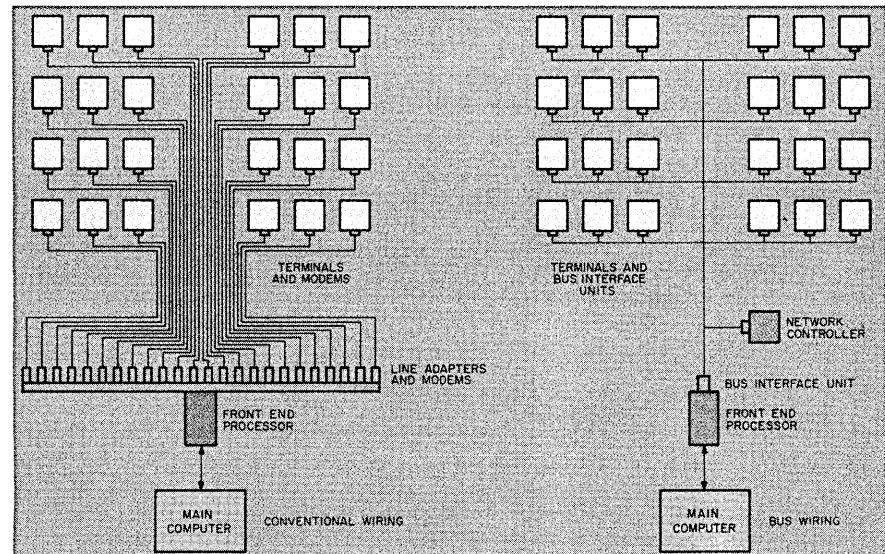 TERMINALS
AND MODEMS
LINE ADAPTERS
AND MODEMS
FRONT END
PROCESSOR
MAIN
COMPUTER
CONVENTIONAL WIRING
TERMINALS AND
BUS INTERFACE
UNITS
NETWORK
CONTROLLER
BUS INTERFACE UNIT
FRONT END
PROCESSOR
MAIN
COMPUTER
BUS WIRING